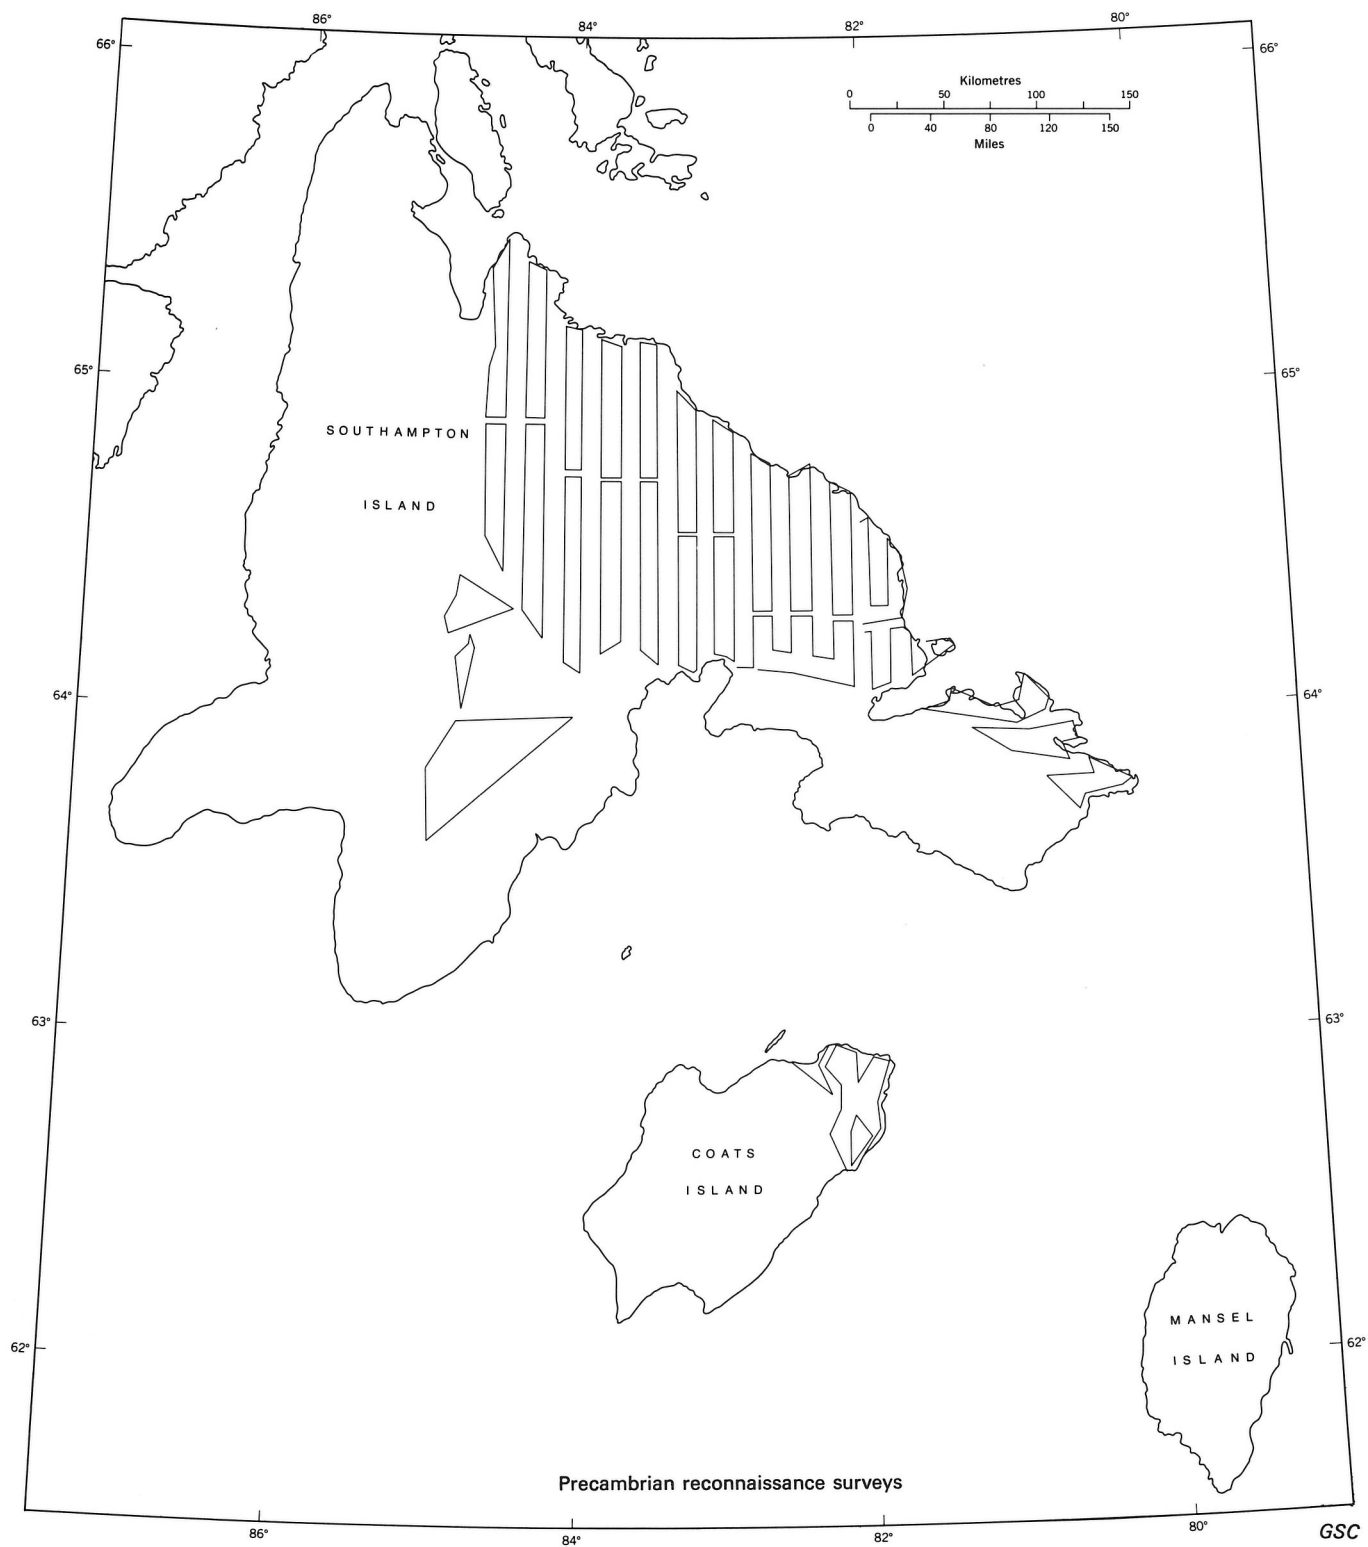 86° 84° 82° 80°
66° 66°
Kilometres
0 50 100 150
0 40 80 120 150
Miles
65° 65°
SOUTHAMPTON
ISLAND
64° 64°
63° 63°
COATS
ISLAND
MANSEL
ISLAND
62° 62°
Precambrian reconnaissance surveys
86° 84° 82° 80°
GSC